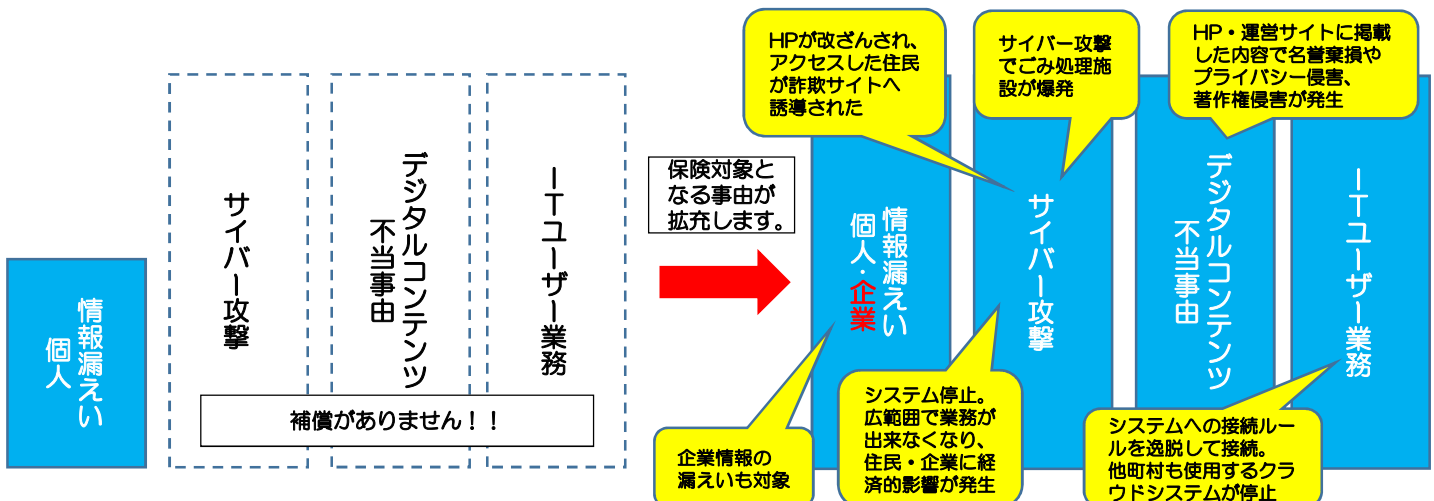 情報漏えい
個人
サイバー攻撃
デジタルコンテンツ
不当事由
ITユーザー業務
補償がありません！！
保険対象と
なる事由が
拡充します。
HPが改ざんされ、
アクセスした住民
が詐欺サイトへ
誘導された
サイバー攻撃
でごみ処理施
設が爆発
HP・運営サイトに掲載
した内容で名誉棄損や
プライバシー侵害、
著作権侵害が発生
情報漏えい
個人・企業
サイバー攻撃
デジタルコンテンツ
不当事由
ITユーザー業務
企業情報の
漏えいも対象
システム停止。
広範囲で業務が
出来なくなり、
住民・企業に経
済的影響が発生
システムへの接続ルー
ルを逸脱して接続。
他町村も使用するクラ
ウドシステムが停止